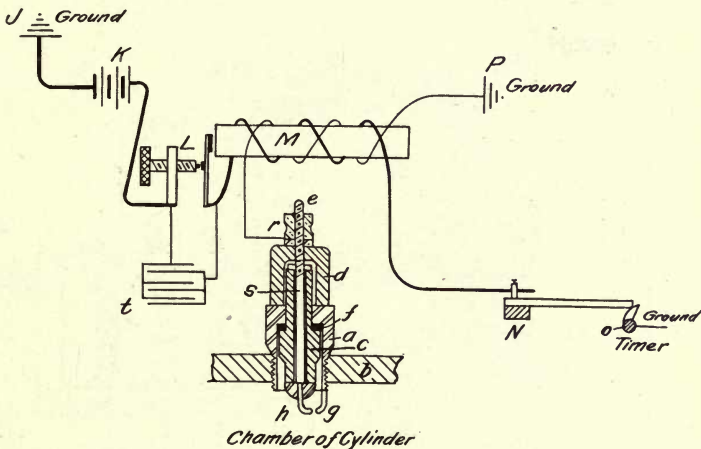 J Ground
K
P
Ground
L
M
e
r
d
s
t
f
a
c
b
N
o
Ground
Timer
h
g
Chamber of Cylinder